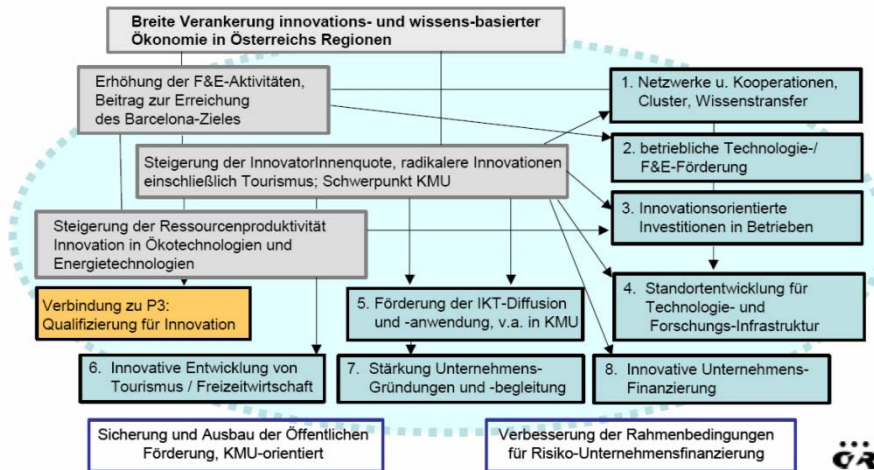 Breite Verankerung innovations- und wissens-basierter
Ökonomie in Österreichs Regionen
Erhöhung der F&E-Aktivitäten,
Beitrag zur Erreichung
des Barcelona-Zieles
1. Netzwerke u. Kooperationen,
Cluster, Wissenstransfer
2. betriebliche Technologie-/
F&E-Förderung
Steigerung der InnovatorInnenquote, radikalere Innovationen
einschließlich Tourismus; Schwerpunkt KMU
3. Innovationsorientierte
Investitionen in Betrieben
Steigerung der Ressourcenproduktivität
Innovation in Ökotechnologien und
Energietechnologien
4. Standortentwicklung für
Technologie- und
Forschungs-Infrastruktur
Verbindung zu P3:
Qualifizierung für Innovation
5. Förderung der IKT-Diffusion
und -anwendung, v.a. in KMU
6. Innovative Entwicklung von
Tourismus / Freizeitwirtschaft
7. Stärkung Unternehmens-
Gründungen und -begleitung
8. Innovative Unternehmens-
Finanzierung
Sicherung und Ausbau der Öffentlichen
Förderung, KMU-orientiert
Verbesserung der Rahmenbedingungen
für Risiko-Unternehmensfinanzierung